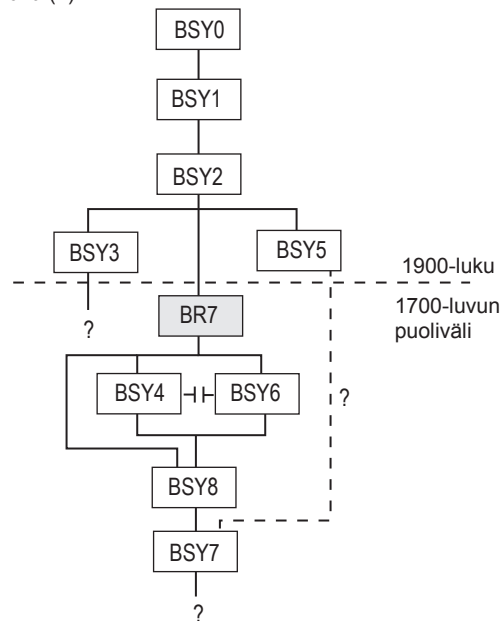 BSY0
BSY1
BSY2
BSY3
BSY5
1900-luku
1700-luvun
puoliväli
?
BR7
BSY4
BSY6
?
BSY8
BSY7
?